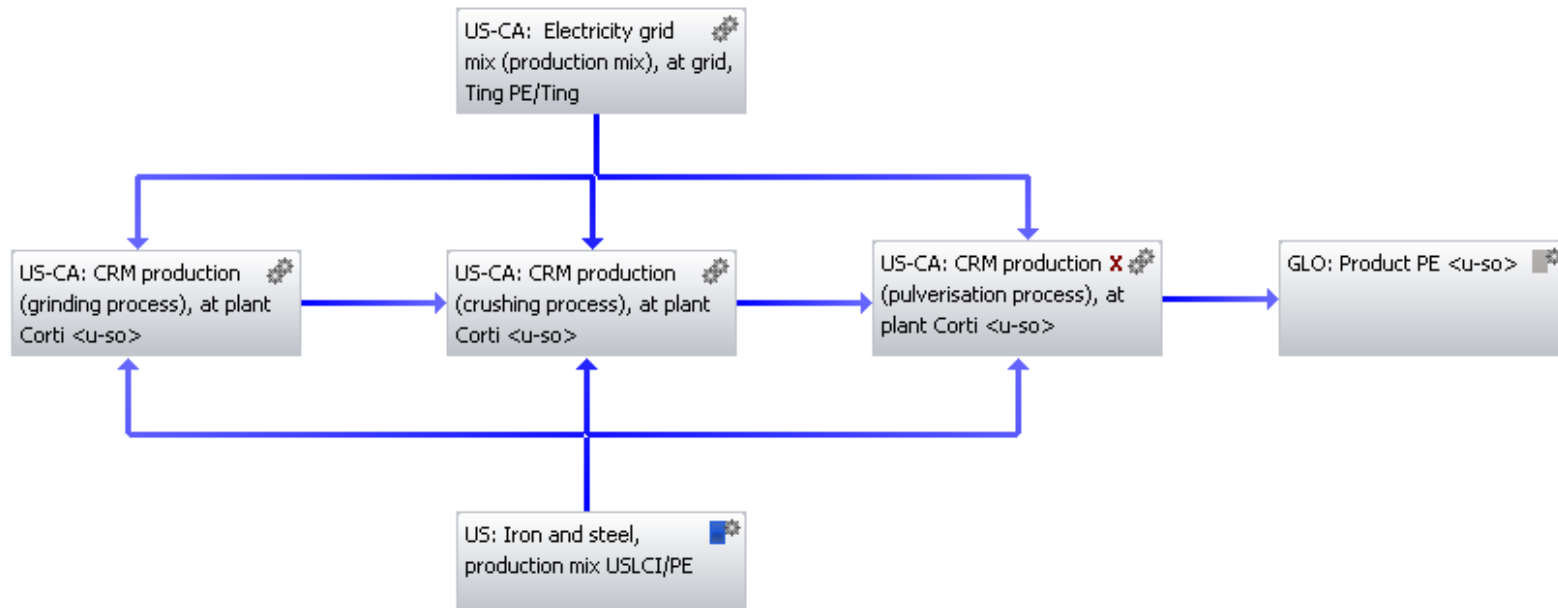 US-CA:  Electricity grid
mix (production mix), at grid,
Ting PE/Ting
US-CA: CRM production
(grinding process), at plant
Corti <u-so>
US-CA: CRM production
(crushing process), at plant
Corti <u-so>
US-CA: CRM production X
(pulverisation process), at
plant Corti <u-so>
GLO: Product PE <u-so>
US: Iron and steel,
production mix USLCI/PE